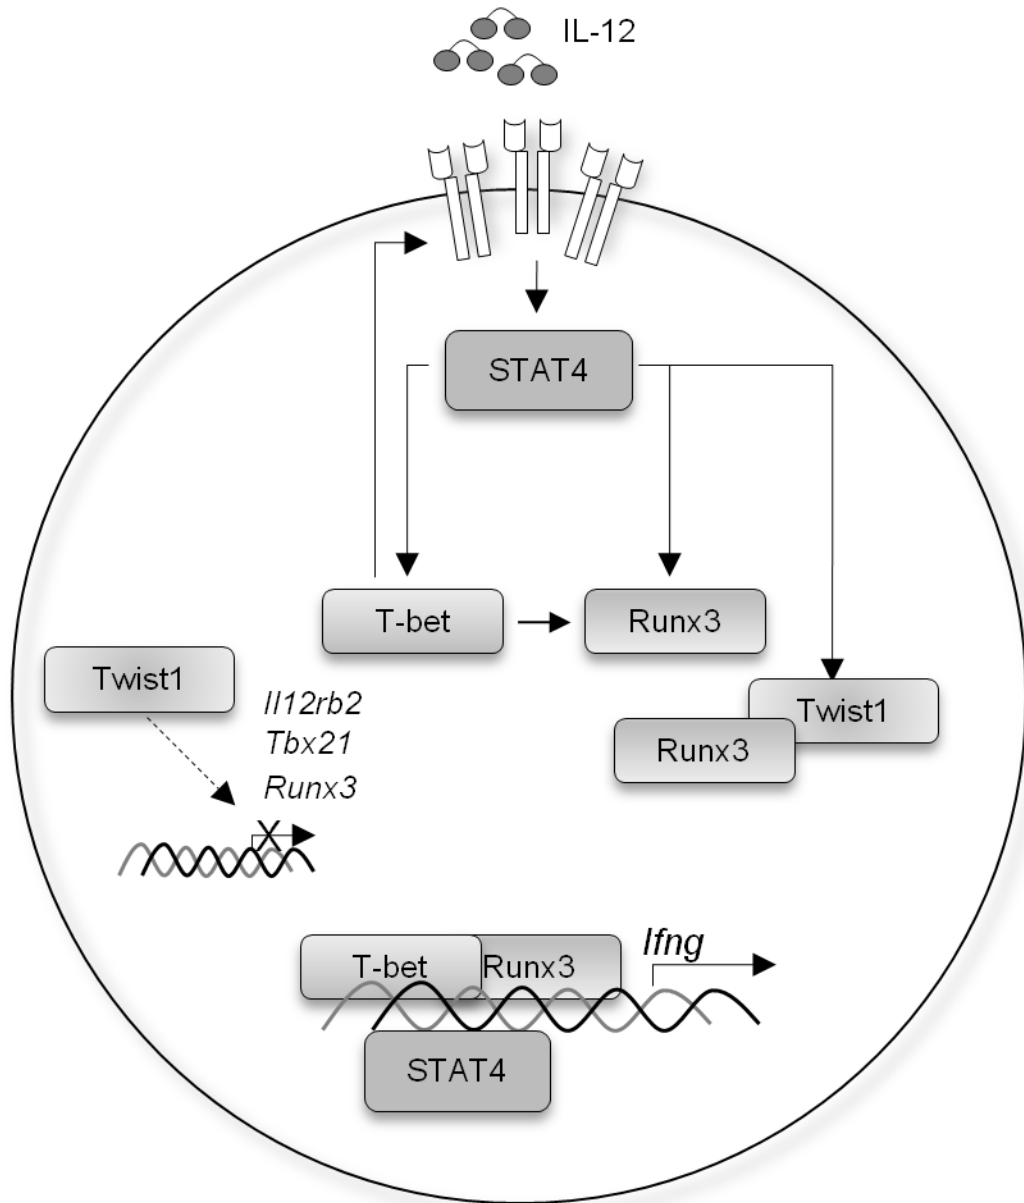 IL-12
STAT4
T-bet
Runx3
Twist1
Il12rb2
Tbx21
Runx3
Twist1
Runx3
Ifng
T-bet
Runx3
STAT4